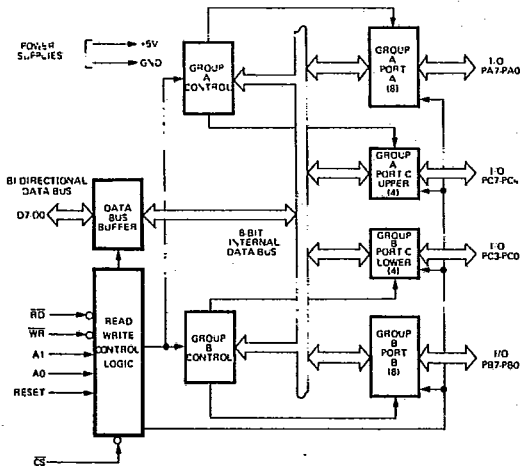 POWER
SUPPLIES
+5V
GND
GROUP
A
CONTROL
GROUP
A
PORT
A
(8)
I/O
PA7-PA0
GROUP
A
PORT C
UPPER
(4)
I/O
PC7-PC4
BI DIRECTIONAL
DATA BUS
D7-D0
DATA
BUS
BUFFER
8-BIT
INTERNAL
DATA BUS
GROUP
B
PORT C
LOWER
(4)
I/O
PC3-PC0
RD
WR
A1
A0
RESET
CS
READ
WRITE
CONTROL
LOGIC
GROUP
B
CONTROL
GROUP
B
PORT
B
(8)
I/O
PB7-PB0